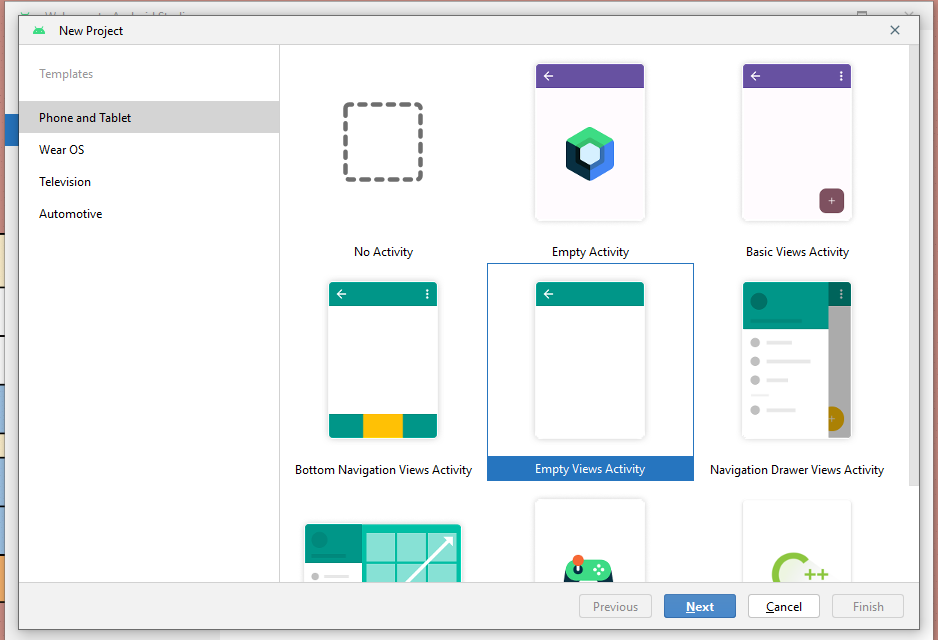 New Project
Templates
Phone and Tablet
Wear OS
Television
Automotive
No Activity
Empty Activity
Basic Views Activity
Bottom Navigation Views Activity
Empty Views Activity
Navigation Drawer Views Activity
++
Previous
Next
Cancel
Finish